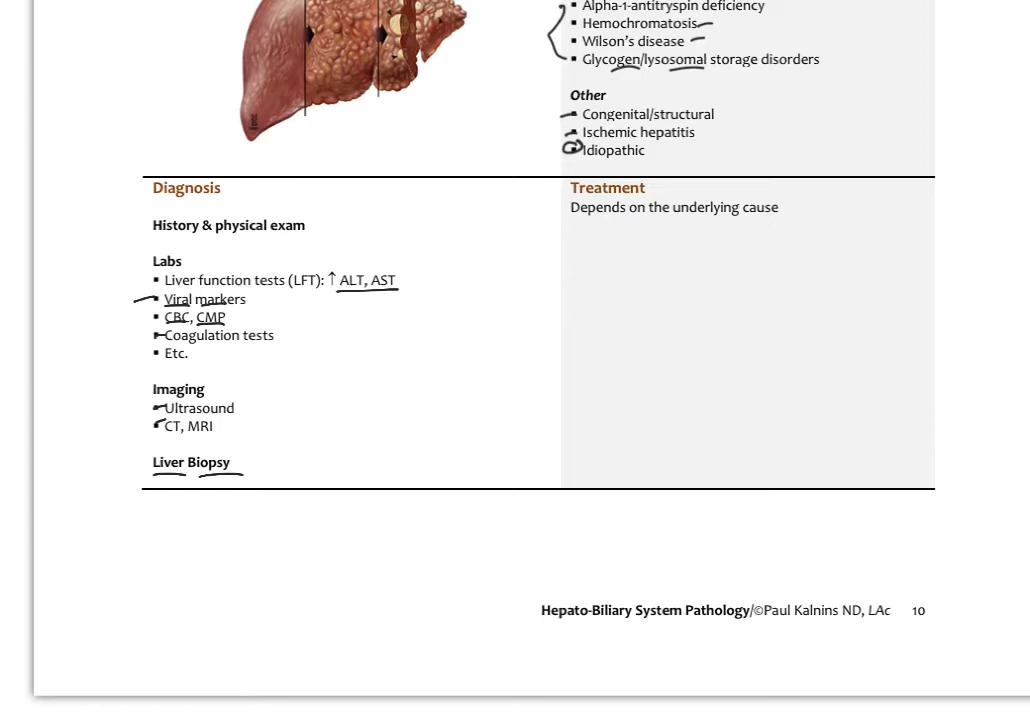 ▪ Alpha-1-antitryspin deficiency
▪ Hemochromatosis
▪ Wilson's disease
▪ Glycogen/lysosomal storage disorders
Other
▪ Congenital/structural
▪ Ischemic hepatitis
▪ Idiopathic
Diagnosis
History & physical exam
Labs
▪ Liver function tests (LFT): ↑ ALT, AST
▪ Viral markers
▪ CBC, CMP
▪ Coagulation tests
▪ Etc.
Imaging
▪ Ultrasound
▪ CT, MRI
Liver Biopsy
Treatment
Depends on the underlying cause
Hepato-Biliary System Pathology/©Paul Kalnins ND, LAc 10